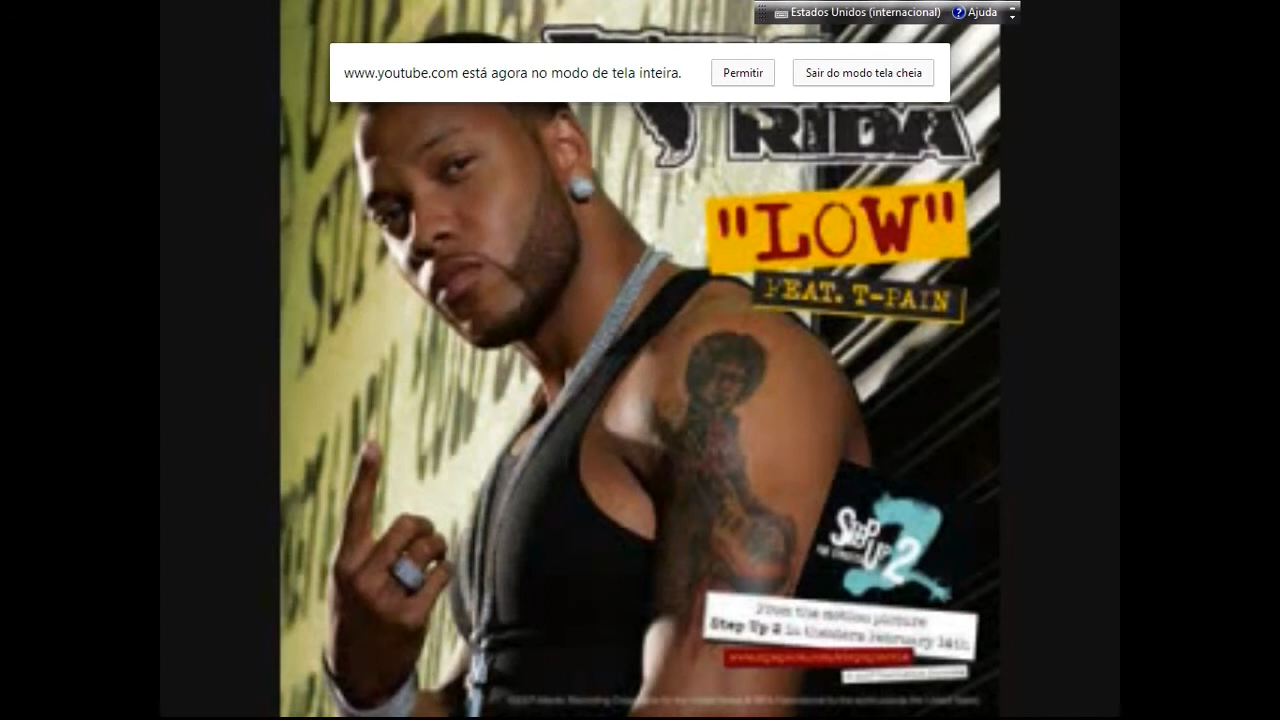 Estados Unidos (internacional) Ajuda
www.youtube.com está agora no modo de tela inteira. Permitir Sair do modo tela cheia
RIDA
"LOW"
FEAT. T-PAIN
STEP
UP 2
From the motion picture
Step Up 2 in theaters February 14th